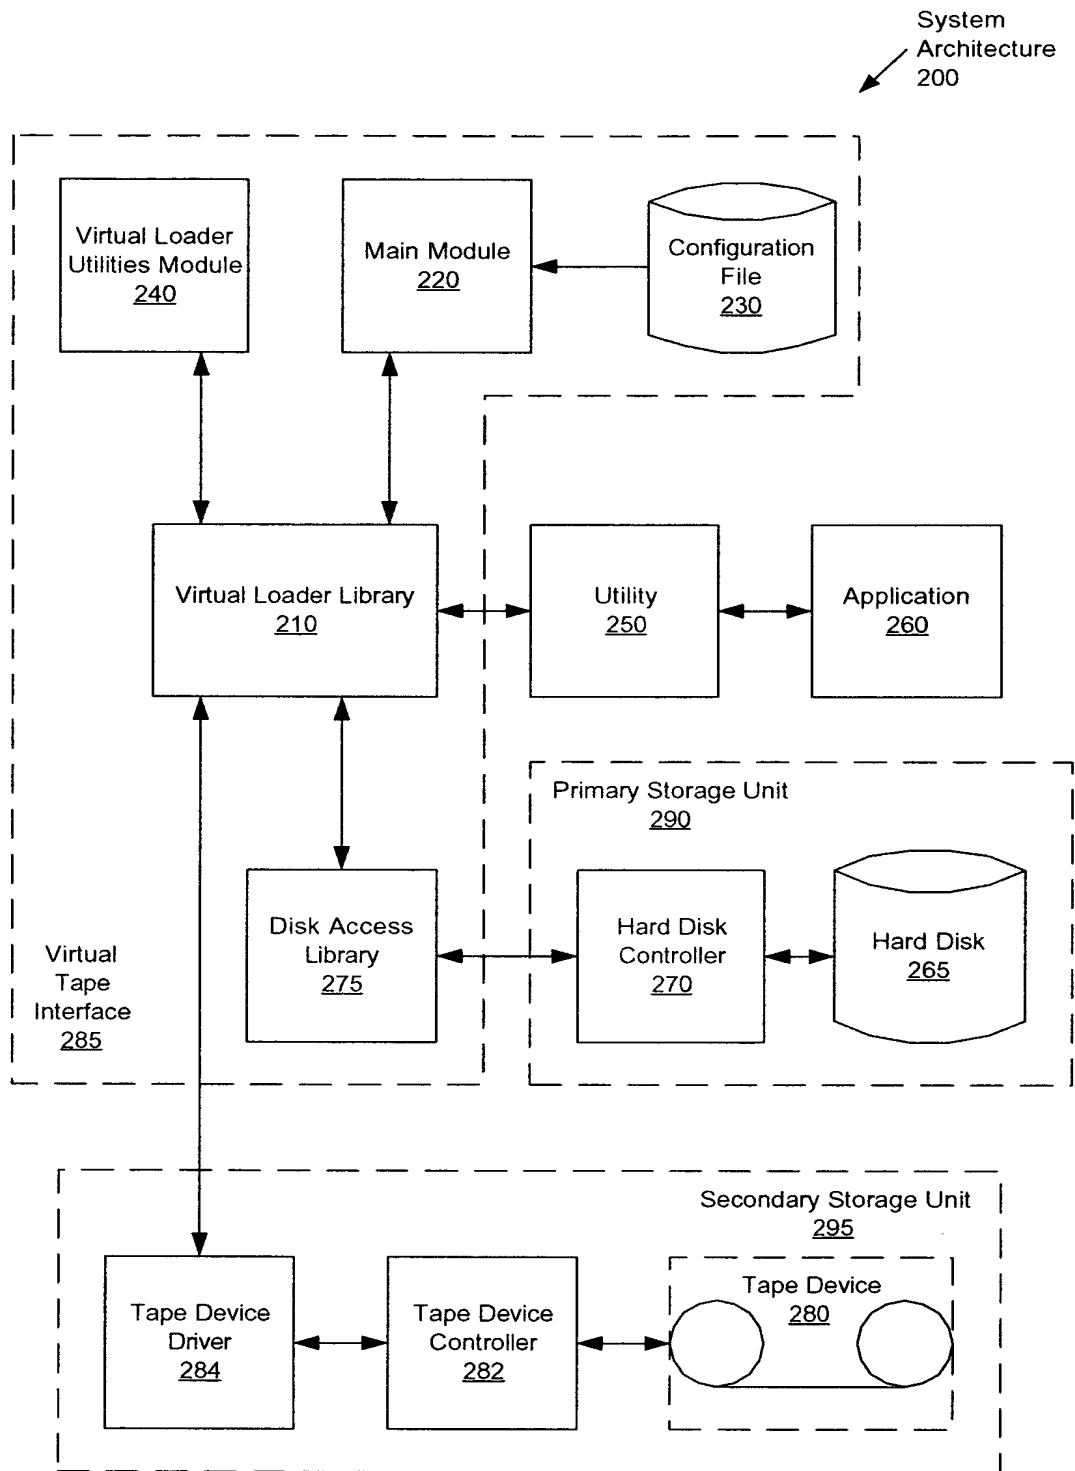 System
Architecture
200
Virtual Loader
Utilities Module
240
Main Module
220
Configuration
File
230
Virtual Loader Library
210
Utility
250
Application
260
Primary Storage Unit
290
Disk Access
Library
275
Hard Disk
Controller
270
Hard Disk
265
Virtual
Tape
Interface
285
Secondary Storage Unit
295
Tape Device
Driver
284
Tape Device
Controller
282
Tape Device
280